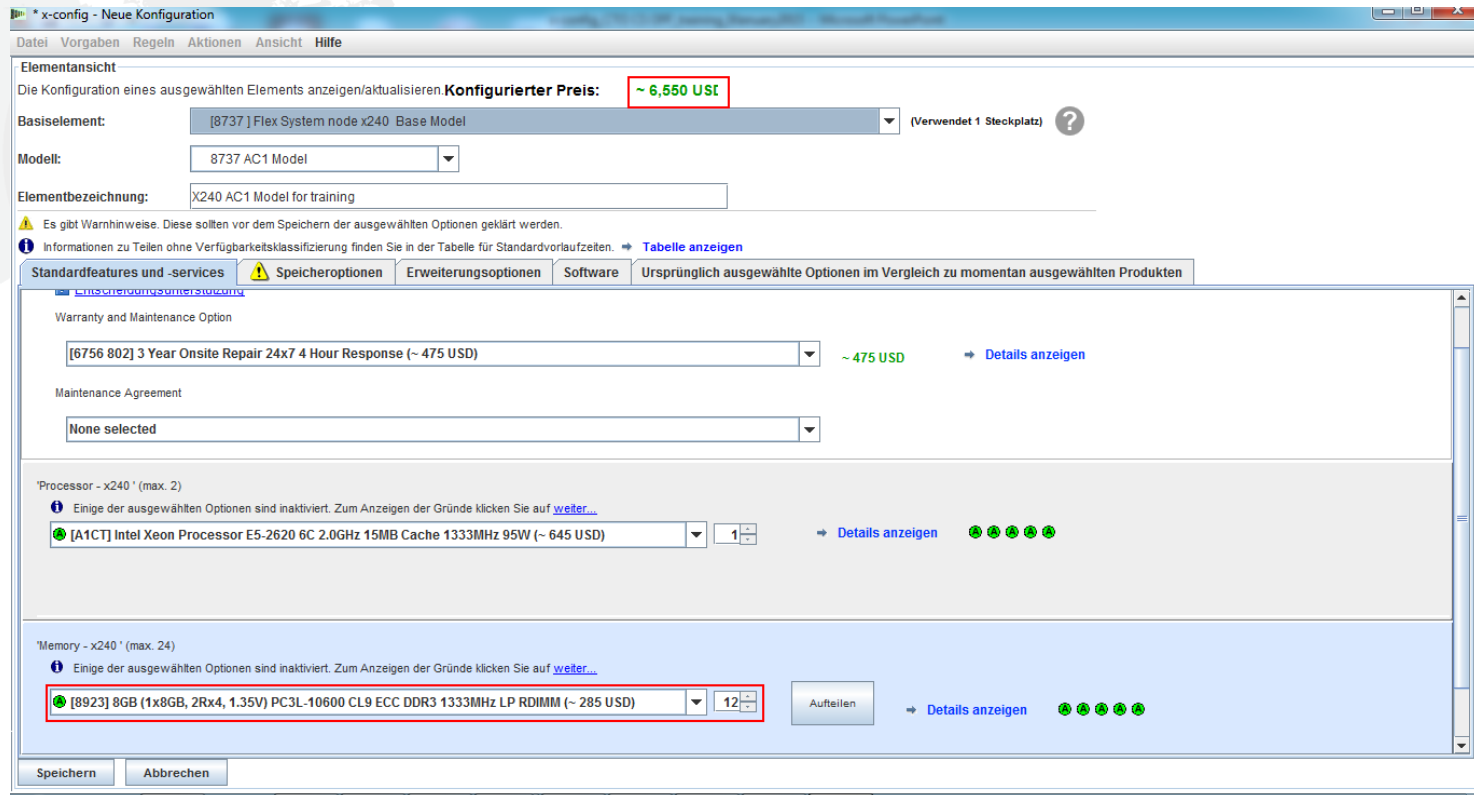 * x-config - Neue Konfiguration
Datei Vorgaben Regeln Aktionen Ansicht Hilfe
Elementansicht
Die Konfiguration eines ausgewählten Elements anzeigen/aktualisieren. Konfigurierter Preis: ~ 6,550 USD
Basiselement: [8737 ] Flex System node x240 Base Model (Verwendet 1 Steckplatz) ?
Modell: 8737 AC1 Model
Elementbezeichnung: X240 AC1 Model for training
Es gibt Warnhinweise. Diese sollten vor dem Speichern der ausgewählten Optionen geklärt werden.
Informationen zu Teilen ohne Verfügbarkeitsklassifizierung finden Sie in der Tabelle für Standardvorlaufzeiten. ➡ Tabelle anzeigen
Standardfeatures und -services Speicheroptionen Erweiterungsoptionen Software Ursprünglich ausgewählte Optionen im Vergleich zu momentan ausgewählten Produkten
Entscheidungsunterstützung
Warranty and Maintenance Option
[6756 802] 3 Year Onsite Repair 24x7 4 Hour Response (~ 475 USD) ~ 475 USD ➡ Details anzeigen
Maintenance Agreement
None selected
'Processor - x240 ' (max. 2)
Einige der ausgewählten Optionen sind inaktiviert. Zum Anzeigen der Gründe klicken Sie auf weiter...
A [A1CT] Intel Xeon Processor E5-2620 6C 2.0GHz 15MB Cache 1333MHz 95W (~ 645 USD) 1 ➡ Details anzeigen A A A A A
'Memory - x240 ' (max. 24)
Einige der ausgewählten Optionen sind inaktiviert. Zum Anzeigen der Gründe klicken Sie auf weiter...
A [8923] 8GB (1x8GB, 2Rx4, 1.35V) PC3L-10600 CL9 ECC DDR3 1333MHz LP RDIMM (~ 285 USD) 12 Aufteilen ➡ Details anzeigen A A A A A
Speichern Abbrechen